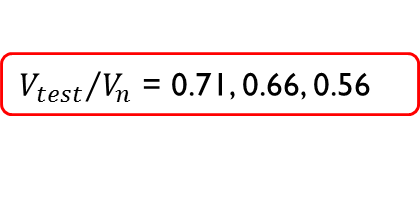 V_test/V_n = 0.71, 0.66, 0.56